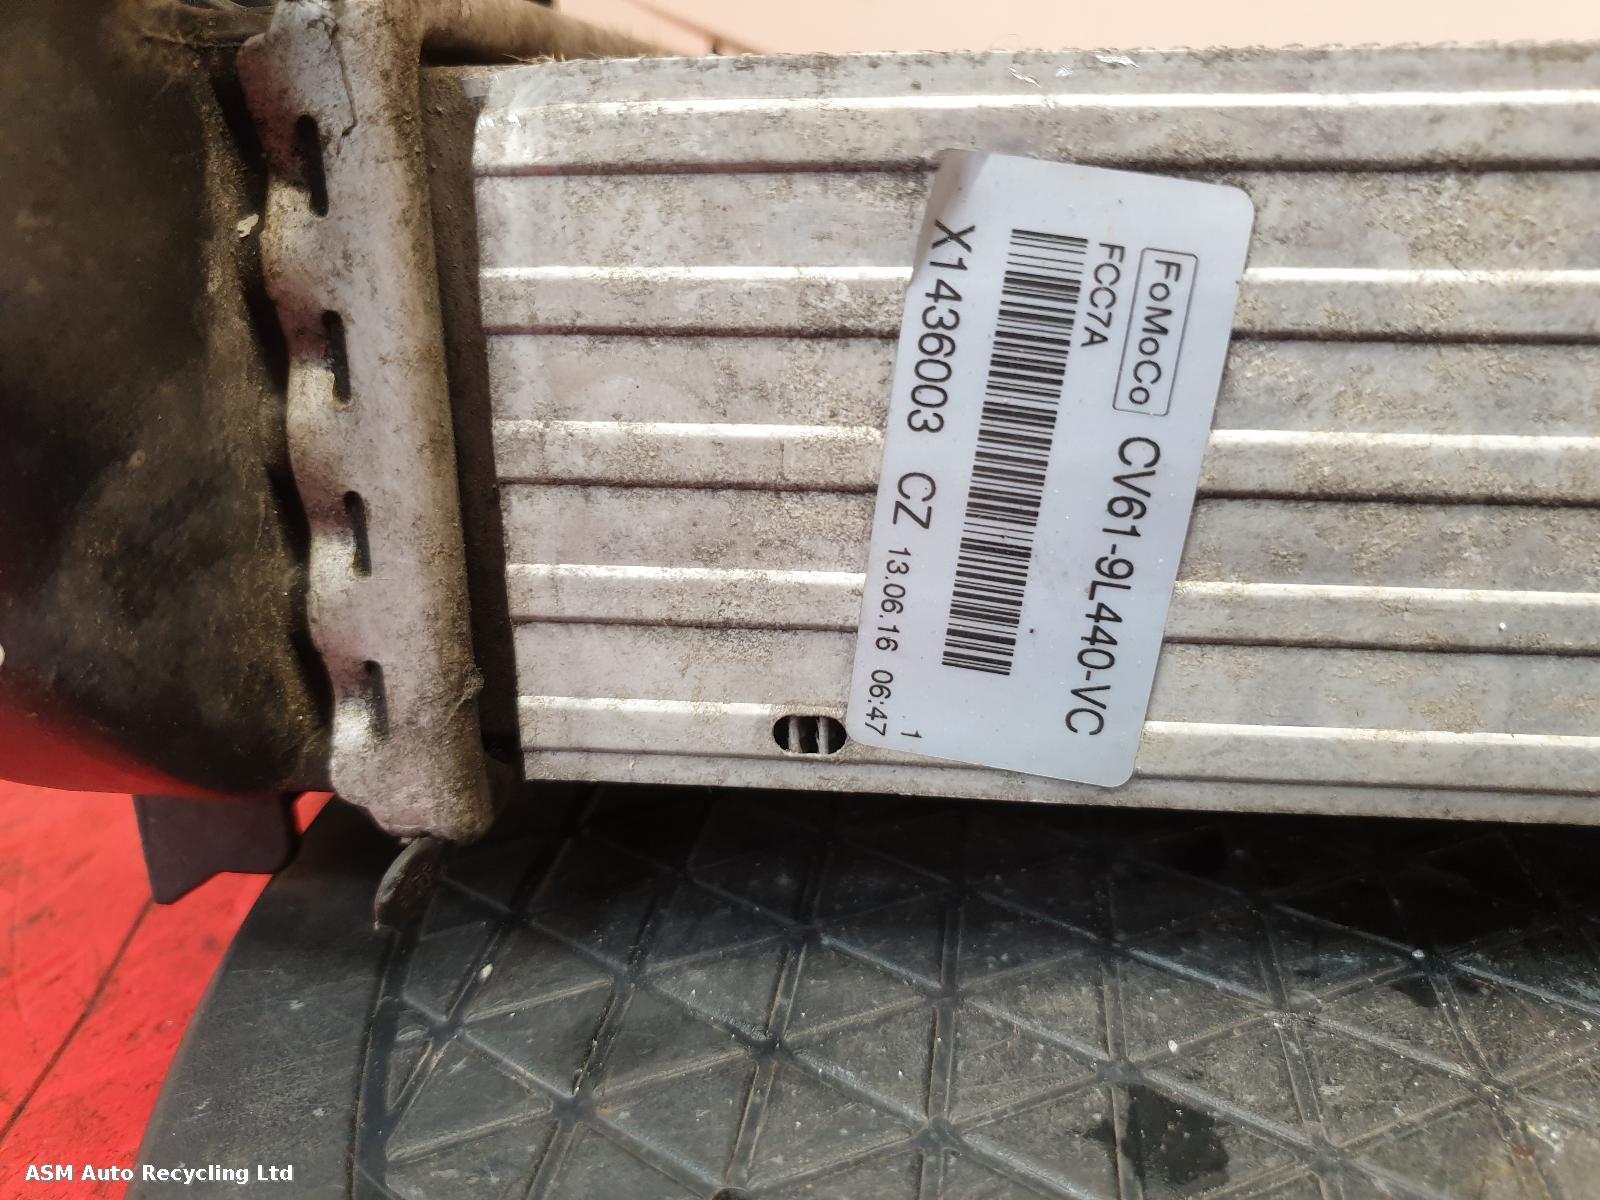 FoMoCo CV61-9L440-VC
FCC7A
X1436003 CZ 13.06.16 06:47 1
ASM Auto Recycling Ltd